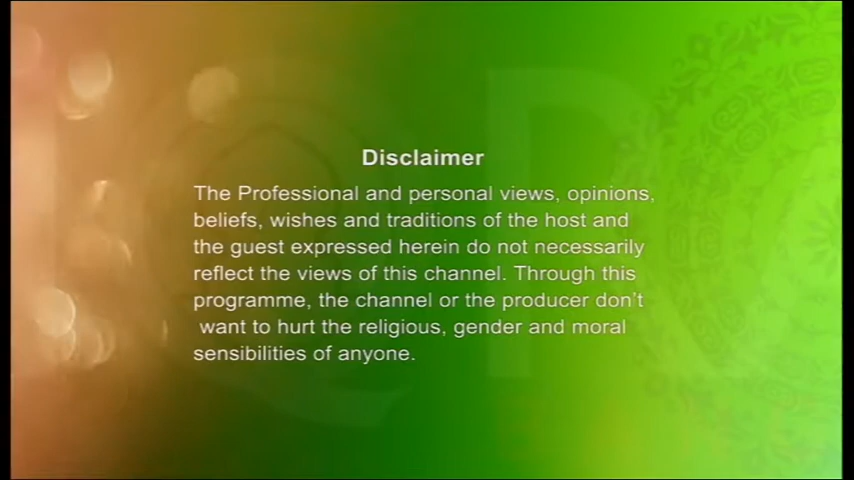 Disclaimer
The Professional and personal views, opinions,
beliefs, wishes and traditions of the host and
the guest expressed herein do not necessarily
reflect the views of this channel. Through this
programme, the channel or the producer don't
want to hurt the religious, gender and moral
sensibilities of anyone.